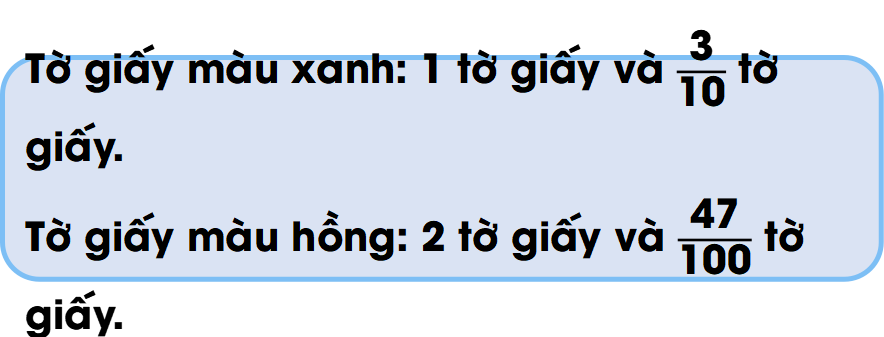 Tờ giấy màu xanh: 1 tờ giấy và 3/10 tờ
giấy.
Tờ giấy màu hồng: 2 tờ giấy và 47/100 tờ
giấy.